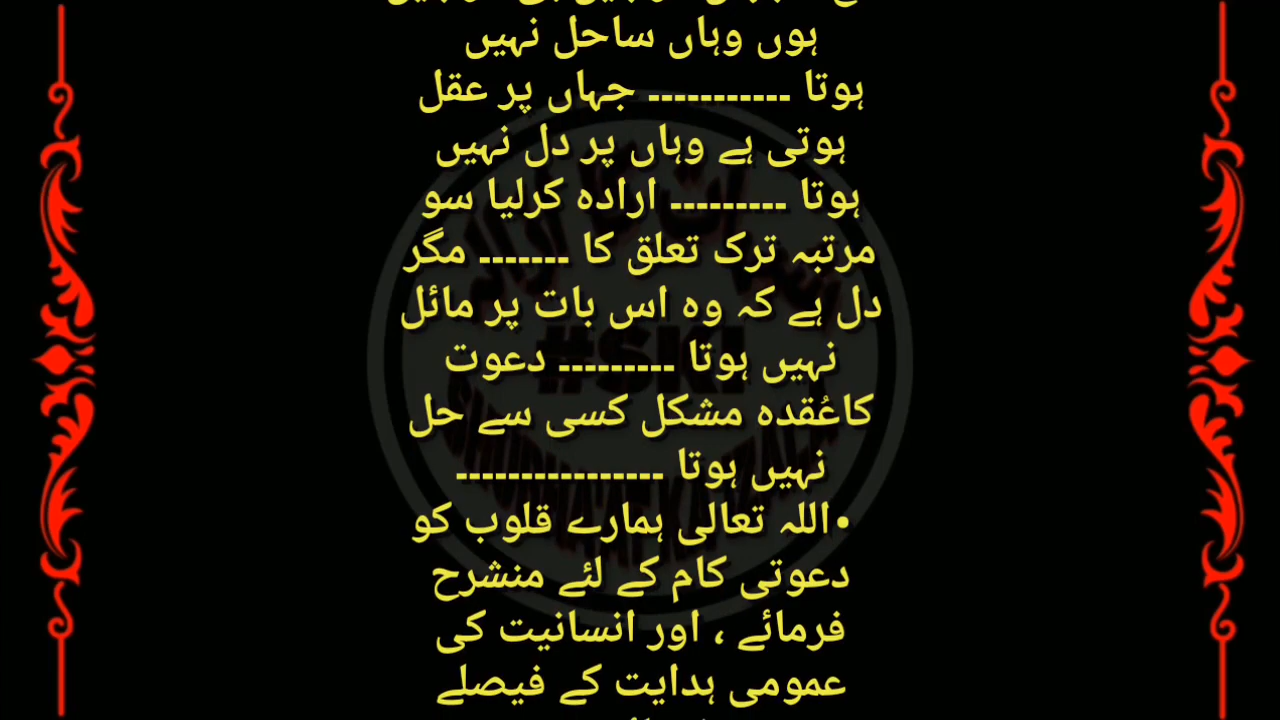 ہوں وہاں ساحل نہیں
ہوتا ----------- جہاں پر عقل
ہوتی ہے وہاں پر دل نہیں
ہوتا --------- ارادہ کرلیا سو
مرتبہ ترک تعلق کا ------- مگر
دل ہے کہ وہ اس بات پر مائل
نہیں ہوتا --------- دعوت
کاعُقدہ مشکل کسی سے حل
نہیں ہوتا ----------------
•اللہ تعالی ہمارے قلوب کو
دعوتی کام کے لئے منشرح
فرمائے ، اور انسانیت کی
عمومی ہدایت کے فیصلے
#SKI